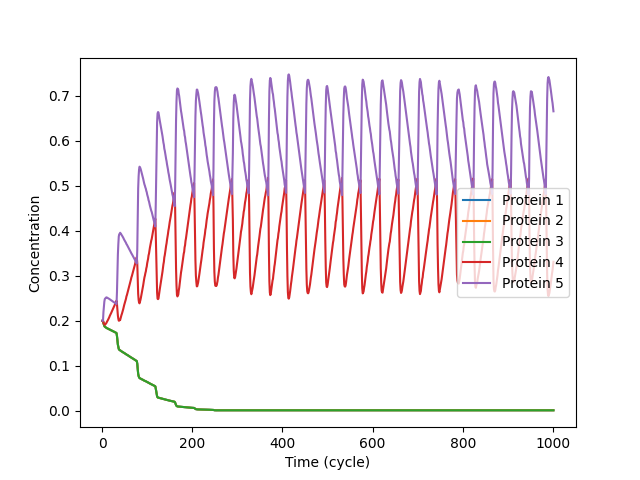 0.7
0.6
0.5
0.4
0.3
0.2
0.1
0.0
Concentration
Protein 1
Protein 2
Protein 3
Protein 4
Protein 5
0 200 400 600 800 1000
Time (cycle)